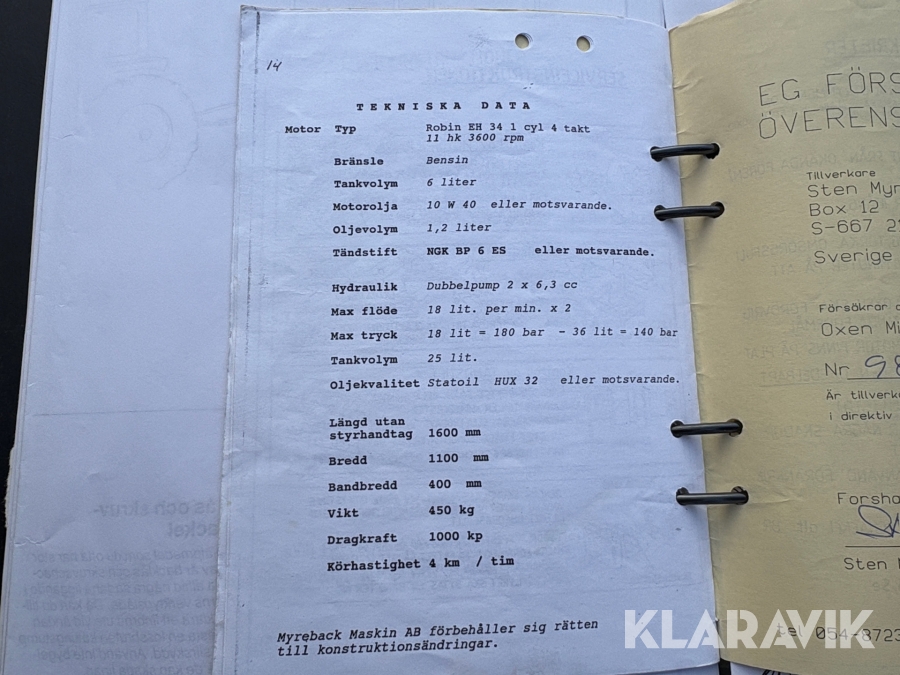 14
TEKNISKA DATA
Motor Typ Robin EH 34 1 cyl 4 takt
11 hk 3600 rpm
Bränsle Bensin
Tankvolym 6 liter
Motorolja 10 W 40 eller motsvarande.
Oljevolym 1,2 liter
Tändstift NGK BP 6 ES eller motsvarande.
Hydraulik Dubbelpump 2 x 6,3 cc
Max flöde 18 lit. per min. x 2
Max tryck 18 lit = 180 bar - 36 lit = 140 bar
Tankvolym 25 lit.
Oljekvalitet Statoil HUX 32 eller motsvarande.
Längd utan
styrhandtag 1600 mm
Bredd 1100 mm
Bandbredd 400 mm
Vikt 450 kg
Dragkraft 1000 kp
Körhastighet 4 km / tim
Myreback Maskin AB förbehåller sig rätten
till konstruktionsändringar.
EG FÖRS
ÖVERENS
Tillverkare
Sten Myr
Box 12
S-667 2
Sverige
Försäkrar
Oxen Mi
Nr 98
Är tillverk
i direktiv
Forsha
Sten
tel 054-8723
KLARAVIK